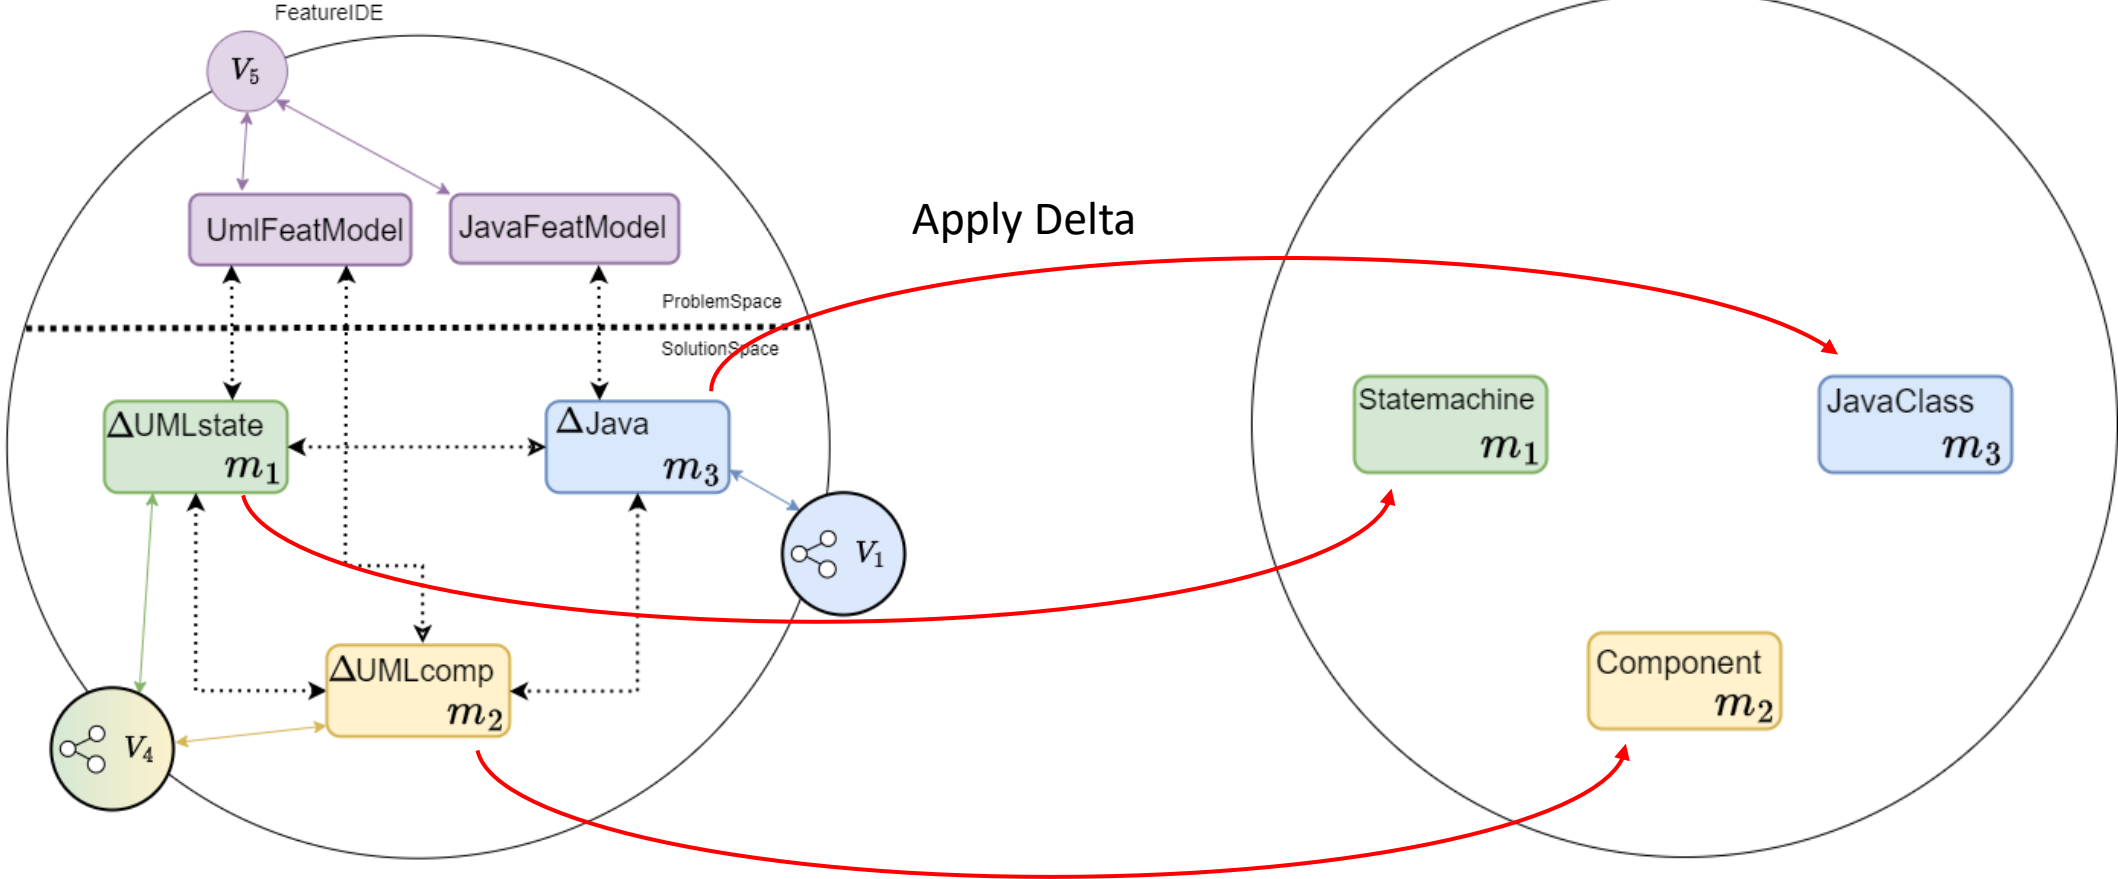 FeatureIDE
V5
UmlFeatModel
JavaFeatModel
Apply Delta
ProblemSpace
SolutionSpace
ΔUMLstate
m1
ΔJava
m3
Statemachine
m1
JavaClass
m3
V1
ΔUMLcomp
m2
Component
m2
V4